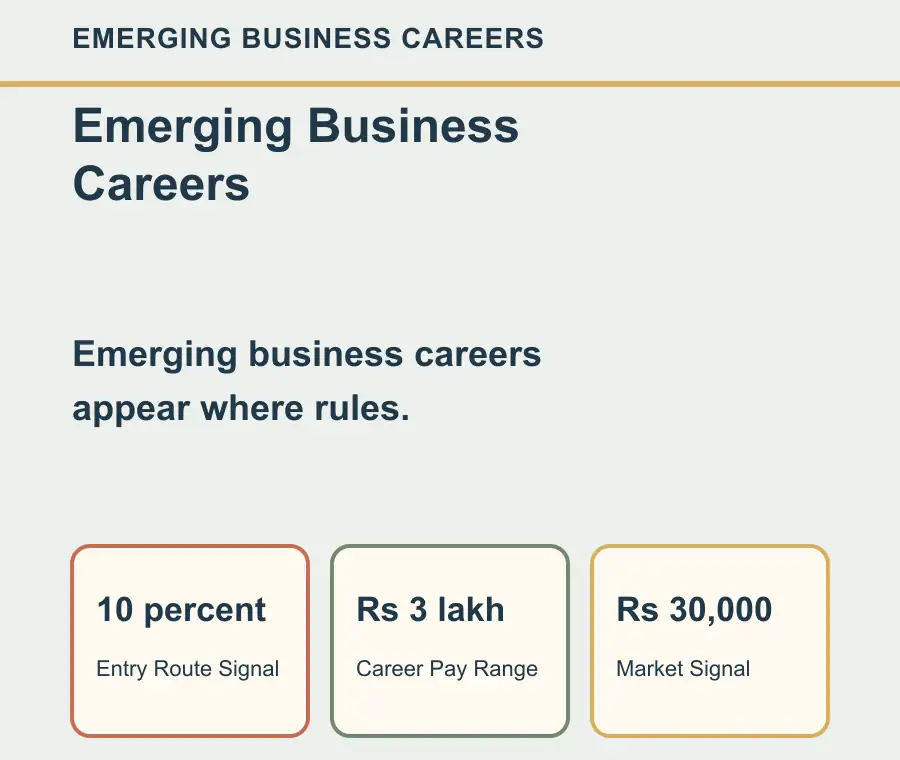 EMERGING BUSINESS CAREERS
Emerging Business
Careers
Emerging business careers
appear where rules.
10 percent
Entry Route Signal
Rs 3 lakh
Career Pay Range
Rs 30,000
Market Signal